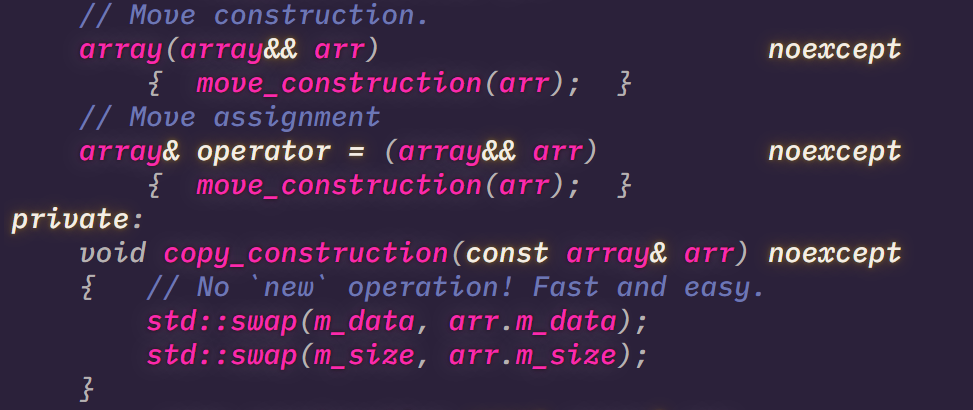 // Move construction.
array(array&& arr) noexcept
{ move_construction(arr); }
// Move assignment
array& operator = (array&& arr) noexcept
{ move_construction(arr); }
private:
void copy_construction(const array& arr) noexcept
{ // No `new` operation! Fast and easy.
std::swap(m_data, arr.m_data);
std::swap(m_size, arr.m_size);
}